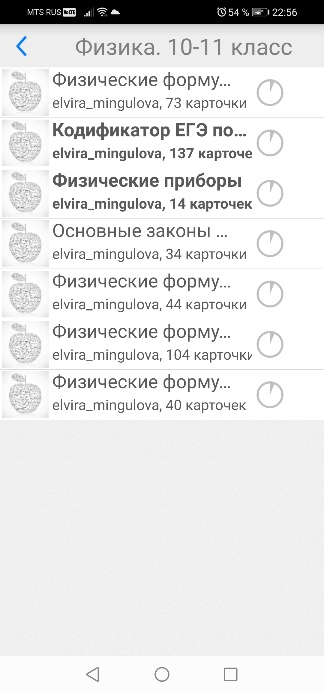 MTS RUS 54 % 22:56
Физика. 10-11 класс
Физические форму...
elvira_mingulova, 73 карточки
Кодификатор ЕГЭ по...
elvira_mingulova, 137 карточе
Физические приборы
elvira_mingulova, 14 карточек
Основные законы ...
elvira_mingulova, 34 карточки
Физические форму...
elvira_mingulova, 44 карточки
Физические форму...
elvira_mingulova, 104 карточки
Физические форму...
elvira_mingulova, 40 карточек